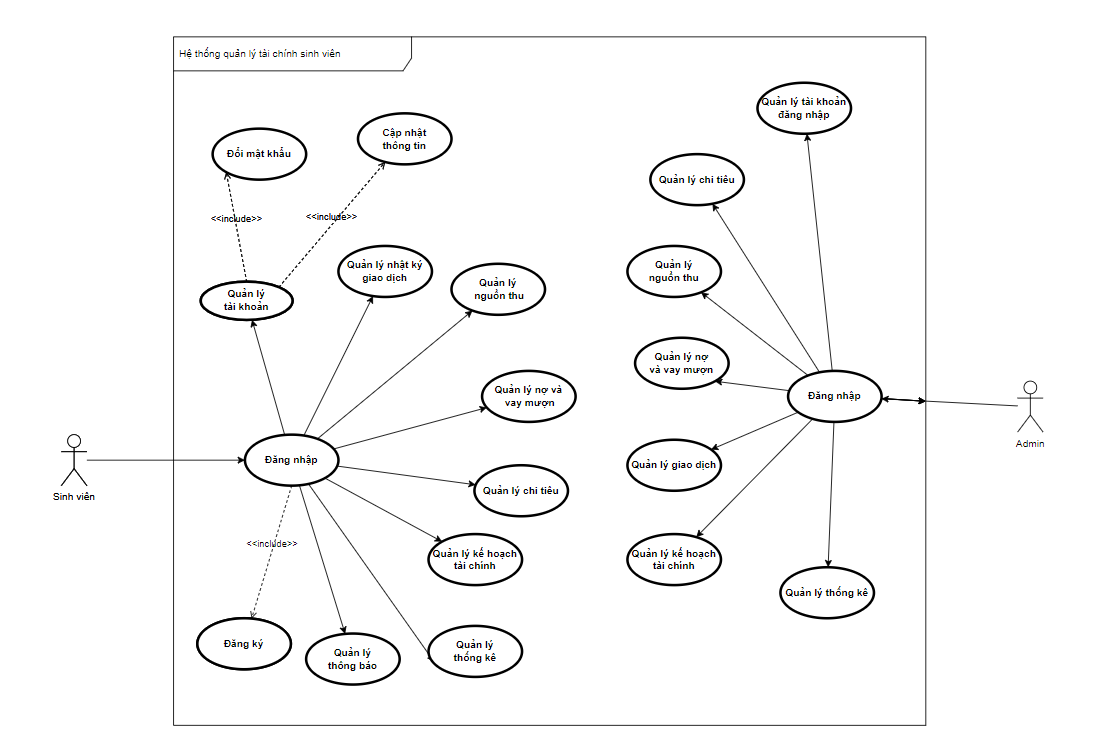 Hệ thống quản lý tài chính sinh viên
Quản lý tài khoản
đăng nhập
Đổi mật khẩu
Cập nhật
thông tin
Quản lý chi tiêu
<<include>>
<<include>>
Quản lý nhật ký
giao dịch
Quản lý
nguồn thu
Quản lý
nguồn thu
Quản lý
tài khoản
Quản lý nợ
và vay mượn
Quản lý nợ và
vay mượn
Đăng nhập
Admin
Đăng nhập
Quản lý giao dịch
Sinh viên
Quản lý chi tiêu
<<include>>
Quản lý kế hoạch
tài chính
Quản lý kế hoạch
tài chính
Quản lý thống kê
Đăng ký
Quản lý
thông báo
Quản lý
thống kê